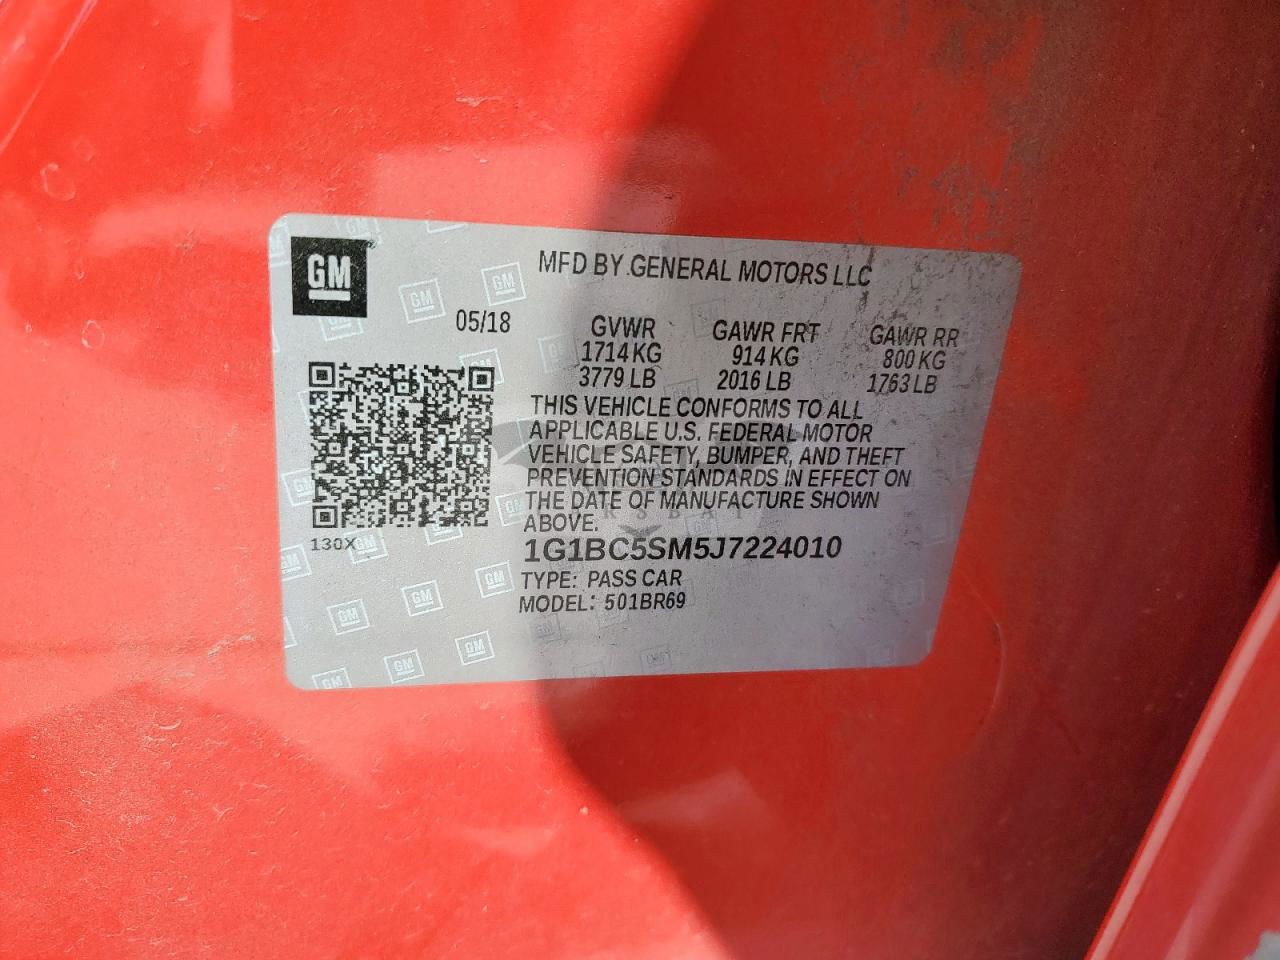 GM
MFD BY GENERAL MOTORS LLC
05/18
GVWR GAWR FRT GAWR RR
1714 KG 914 KG 800 KG
3779 LB 2016 LB 1763 LB
THIS VEHICLE CONFORMS TO ALL
APPLICABLE U.S. FEDERAL MOTOR
VEHICLE SAFETY, BUMPER, AND THEFT
PREVENTION STANDARDS IN EFFECT ON
THE DATE OF MANUFACTURE SHOWN
ABOVE.
130X
1G1BC5SM5J7224010
TYPE: PASS CAR
MODEL: 501BR69